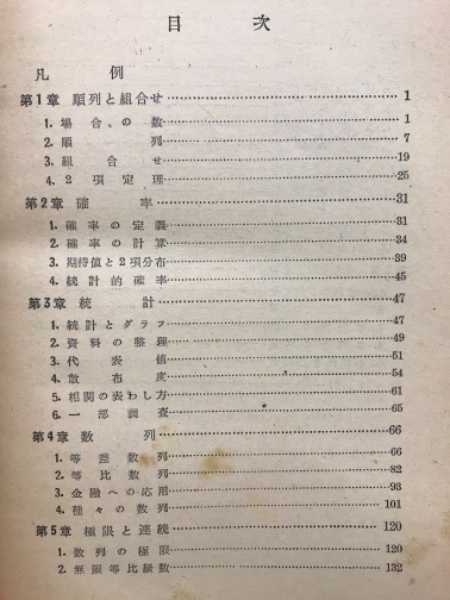 目次
凡例
第1章 順列と組合せ 1
1. 場合の数 1
2. 順列 7
3. 組合せ 19
4. 2項定理 25
第2章 確率 31
1. 確率の定義 31
2. 確率の計算 34
3. 期待値と2項分布 39
4. 統計的確率 45
第3章 統計 47
1. 統計とグラフ 47
2. 資料の整理 49
3. 代表値 51
4. 散布度 54
5. 相関の表わし方 61
6. 一部調査 65
第4章 数列 66
1. 等差数列 66
2. 等比数列 82
3. 金融への応用 93
4. 種々の数列 101
第5章 極限と連続 120
1. 数列の極限 120
2. 無限等比級数 132